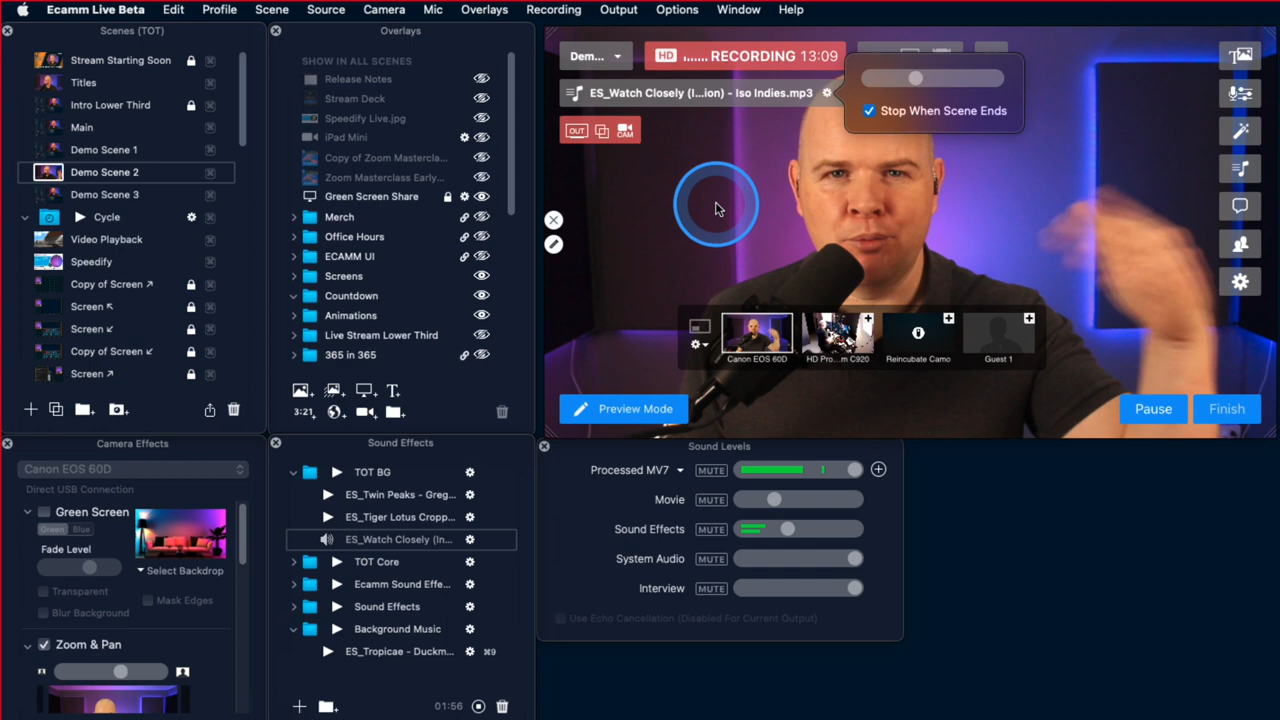 Ecamm Live Beta Edit Profile Scene Source Camera Mic Overlays Recording Output Options Window Help
Scenes (TOT)
Stream Starting Soon
Titles
Intro Lower Third
Main
Demo Scene 1
Demo Scene 2
Demo Scene 3
Cycle
Video Playback
Speedify
Copy of Screen ↗
Screen ↖
Screen ↙
Copy of Screen ↙
Screen ↗
Overlays
SHOW IN ALL SCENES
Release Notes
Stream Deck
Speedify Live.jpg
iPad Mini
Copy of Zoom Mastercla...
Zoom Masterclass Early...
Green Screen Share
Merch
Office Hours
ECAMM UI
Screens
Countdown
Animations
Live Stream Lower Third
365 in 365
T+
3:21+
Dem...
HD ...... RECORDING 13:09
ES_Watch Closely (I...ion) - Iso Indies.mp3
Stop When Scene Ends
OUT
CAM
T
Canon EOS 60D
HD Pro...m C920
Reincubate Camo
Guest 1
Preview Mode
Pause
Finish
Camera Effects
Canon EOS 60D
Direct USB Connection
Green Screen
Green Blue
Fade Level
Select Backdrop
Transparent
Mask Edges
Blur Background
Zoom & Pan
Sound Effects
TOT BG
ES_Twin Peaks - Greg...
ES_Tiger Lotus Cropp...
ES_Watch Closely (In...
TOT Core
Ecamm Sound Effe...
Sound Effects
Background Music
ES_Tropicae - Duckm... ⌘9
01:56
Sound Levels
Processed MV7 MUTE
Movie MUTE
Sound Effects MUTE
System Audio MUTE
Interview MUTE
Use Echo Cancellation (Disabled For Current Output)